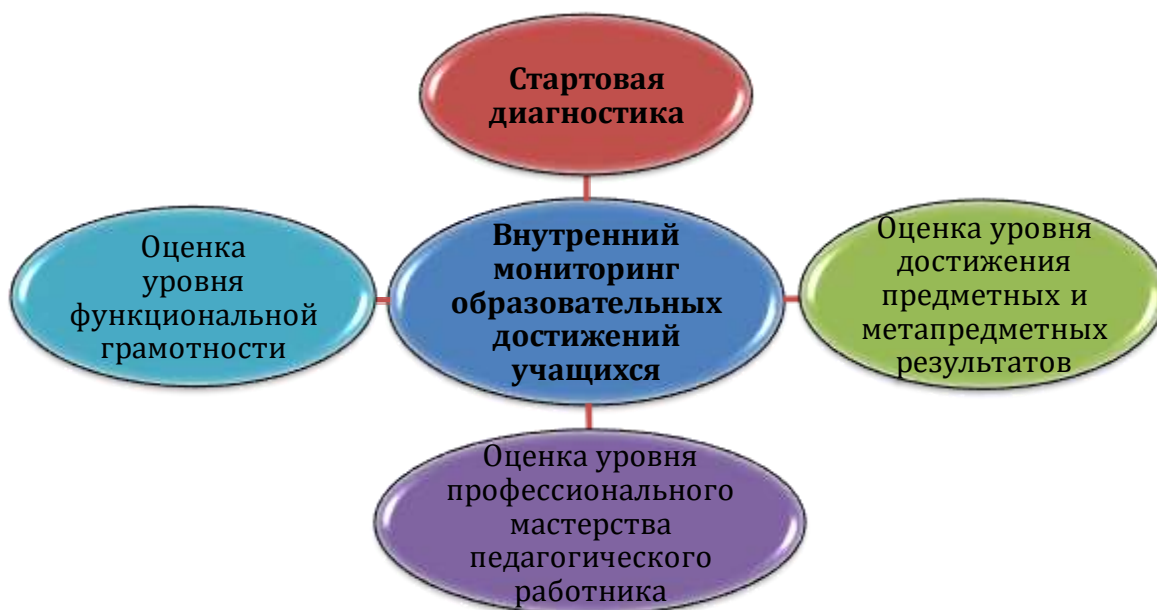 Стартовая
диагностика
Оценка
уровня
функциональной
грамотности
Внутренний
мониторинг
образовательных
достижений
учащихся
Оценка уровня
достижения
предметных и
метапредметных
результатов
Оценка уровня
профессионального
мастерства
педагогического
работника